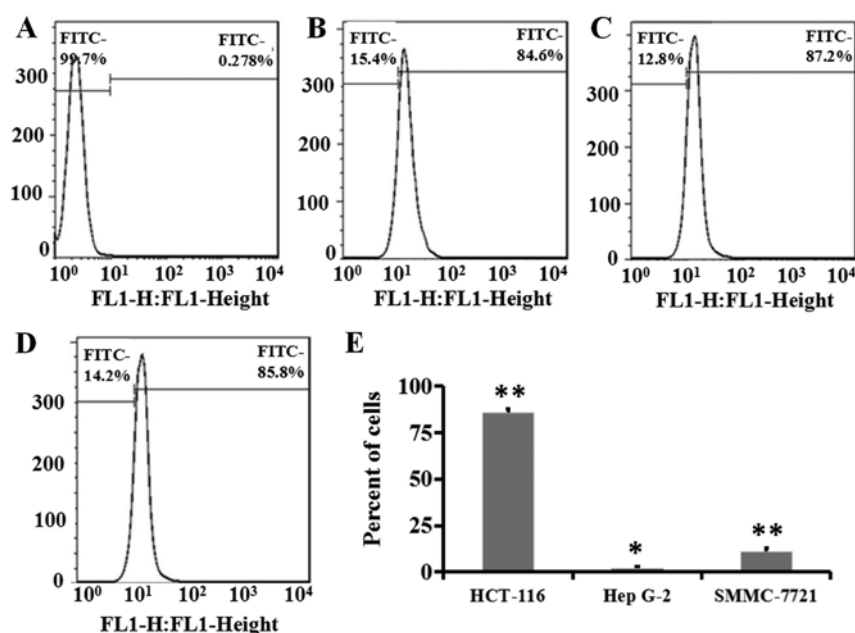 A
FITC-
99.7%
FITC-
0.278%
300
200
100
0
10⁰ 10¹ 10² 10³ 10⁴
FL1-H:FL1-Height
B
FITC-
15.4%
FITC-
84.6%
300
200
100
0
10⁰ 10¹ 10² 10³ 10⁴
FL1-H:FL1-Height
C
FITC-
12.8%
FITC-
87.2%
300
200
100
0
10⁰ 10¹ 10² 10³ 10⁴
FL1-H:FL1-Height
D
FITC-
14.2%
FITC-
85.8%
300
200
100
0
10⁰ 10¹ 10² 10³ 10⁴
FL1-H:FL1-Height
E
Percent of cells
100
75
50
25
0
**
*
**
HCT-116 Hep G-2 SMMC-7721